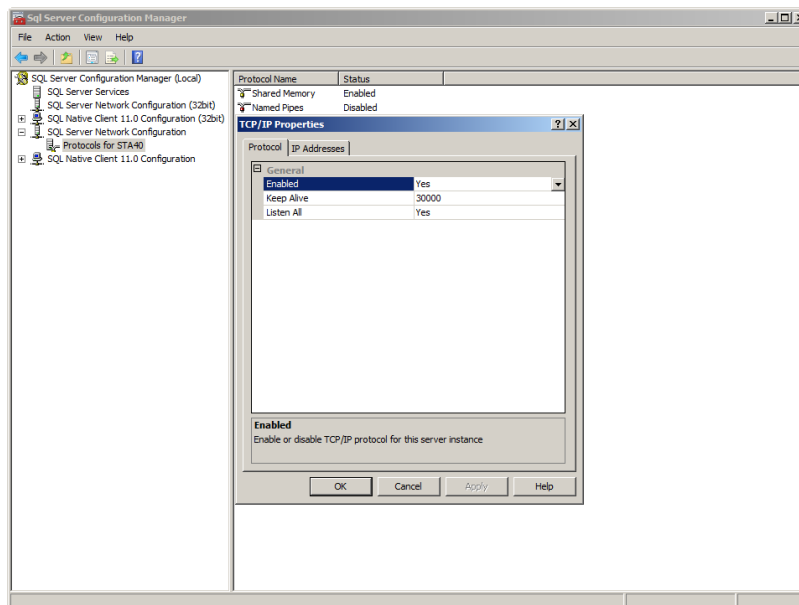 Sql Server Configuration Manager
File Action View Help
SQL Server Configuration Manager (Local)
SQL Server Services
SQL Server Network Configuration (32bit)
SQL Native Client 11.0 Configuration (32bit)
SQL Server Network Configuration
Protocols for STA40
SQL Native Client 11.0 Configuration
Protocol Name Status
Shared Memory Enabled
Named Pipes Disabled
TCP/IP Properties
Protocol IP Addresses
General
Enabled Yes
Keep Alive 30000
Listen All Yes
Enabled
Enable or disable TCP/IP protocol for this server instance
OK Cancel Apply Help